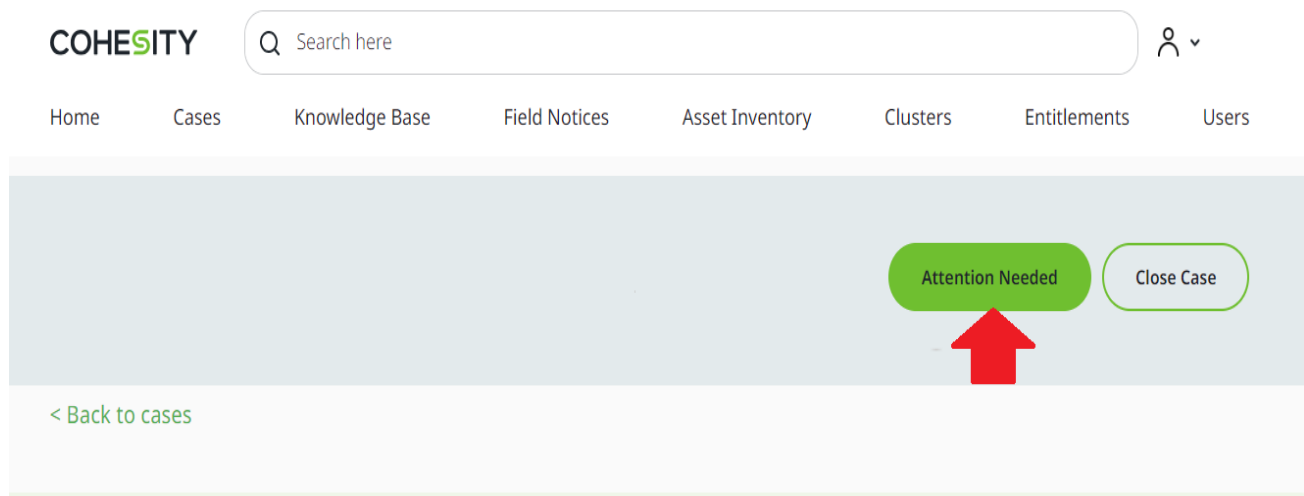 COHESITY Search here
Home Cases Knowledge Base Field Notices Asset Inventory Clusters Entitlements Users
Attention Needed Close Case
< Back to cases